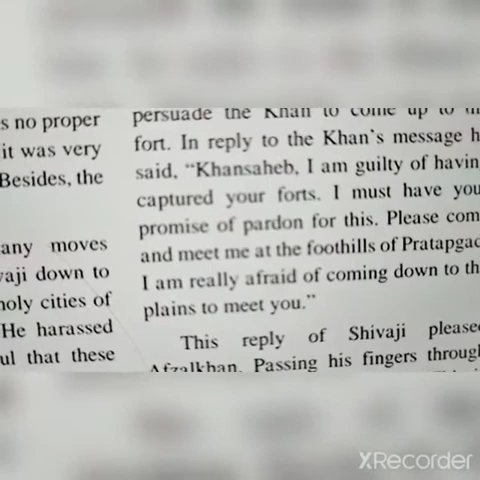 s no proper
it was very
Besides, the
any moves
vaji down to
holy cities of
He harassed
ul that these
persuade the Khan to come up to
fort. In reply to the Khan's message h
said, "Khansaheb, I am guilty of havin
captured your forts. I must have you
promise of pardon for this. Please com
and meet me at the foothills of Pratapgad
I am really afraid of coming down to th
plains to meet you."
This reply of Shivaji please
Afzalkhan. Passing his fingers throug
XRecorder